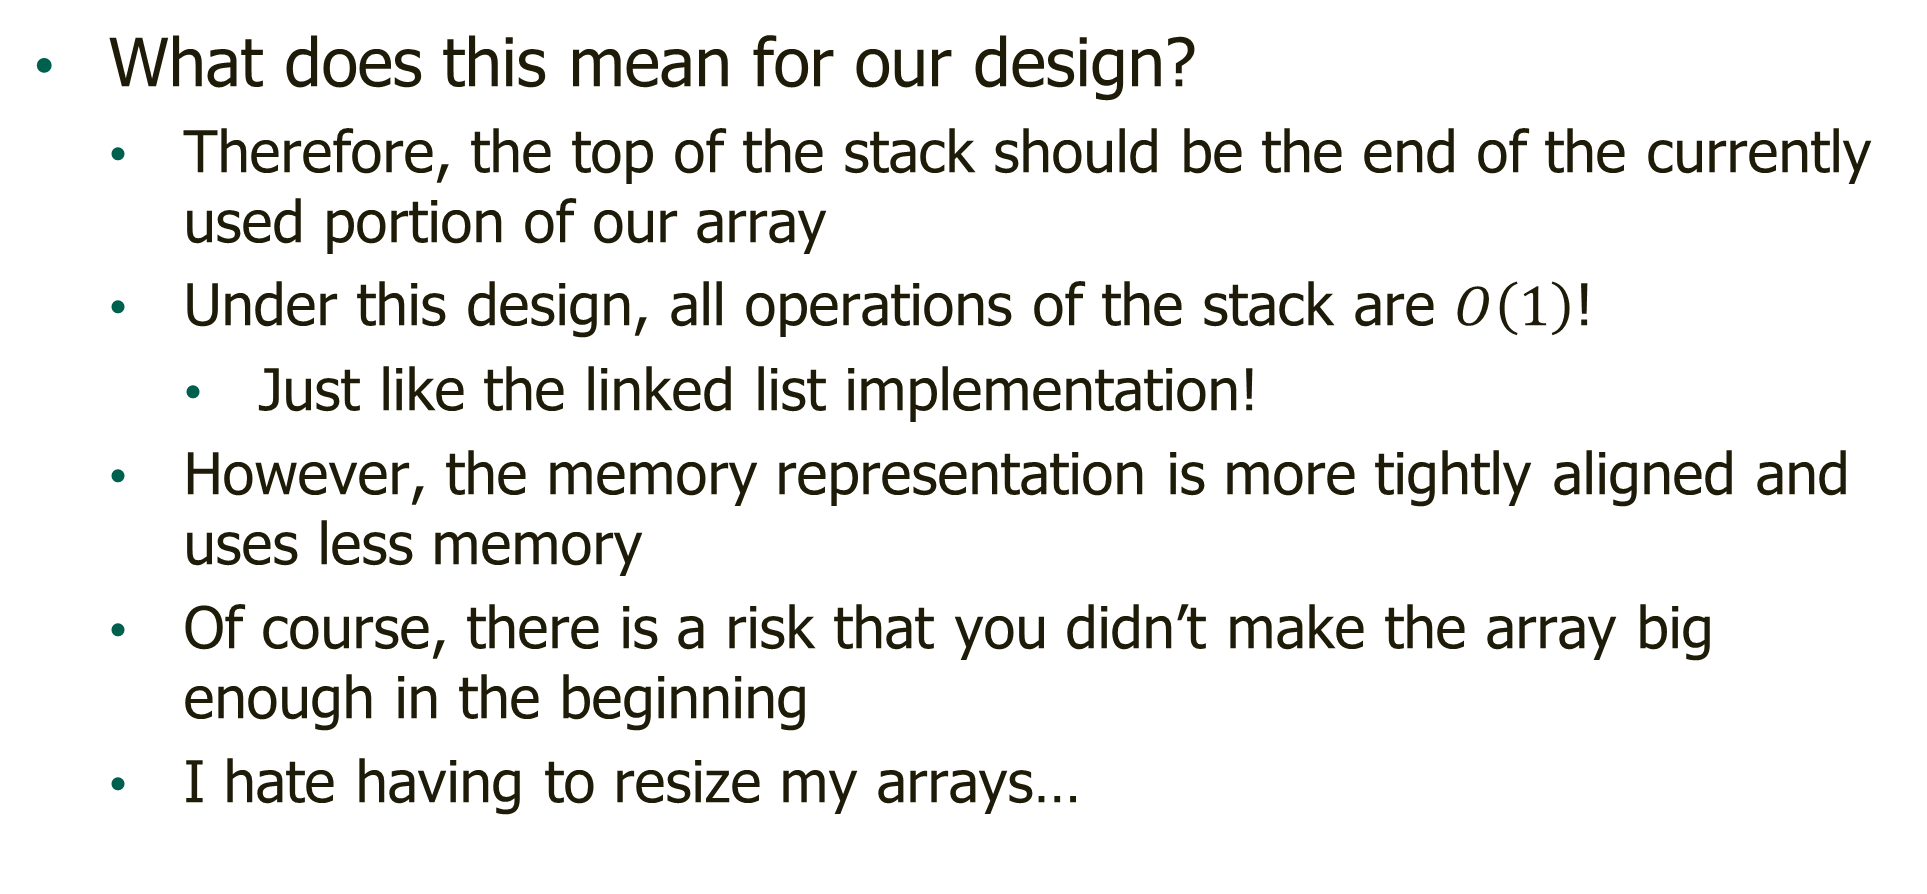 • What does this mean for our design?
• Therefore, the top of the stack should be the end of the currently
used portion of our array
• Under this design, all operations of the stack are O(1)!
• Just like the linked list implementation!
• However, the memory representation is more tightly aligned and
uses less memory
• Of course, there is a risk that you didn’t make the array big
enough in the beginning
• I hate having to resize my arrays…